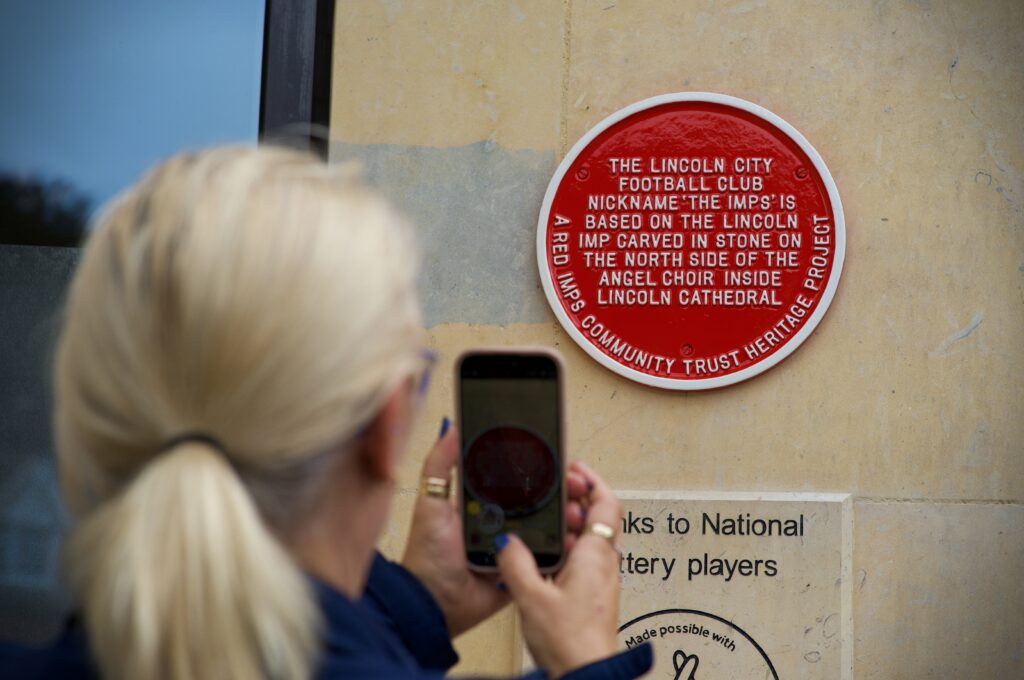 THE LINCOLN CITY
FOOTBALL CLUB
NICKNAME 'THE IMPS' IS
BASED ON THE LINCOLN
IMP CARVED IN STONE ON
THE NORTH SIDE OF THE
ANGEL CHOIR INSIDE
LINCOLN CATHEDRAL
A RED IMPS COMMUNITY TRUST HERITAGE PROJECT
nks to National
ttery players
Made possible with